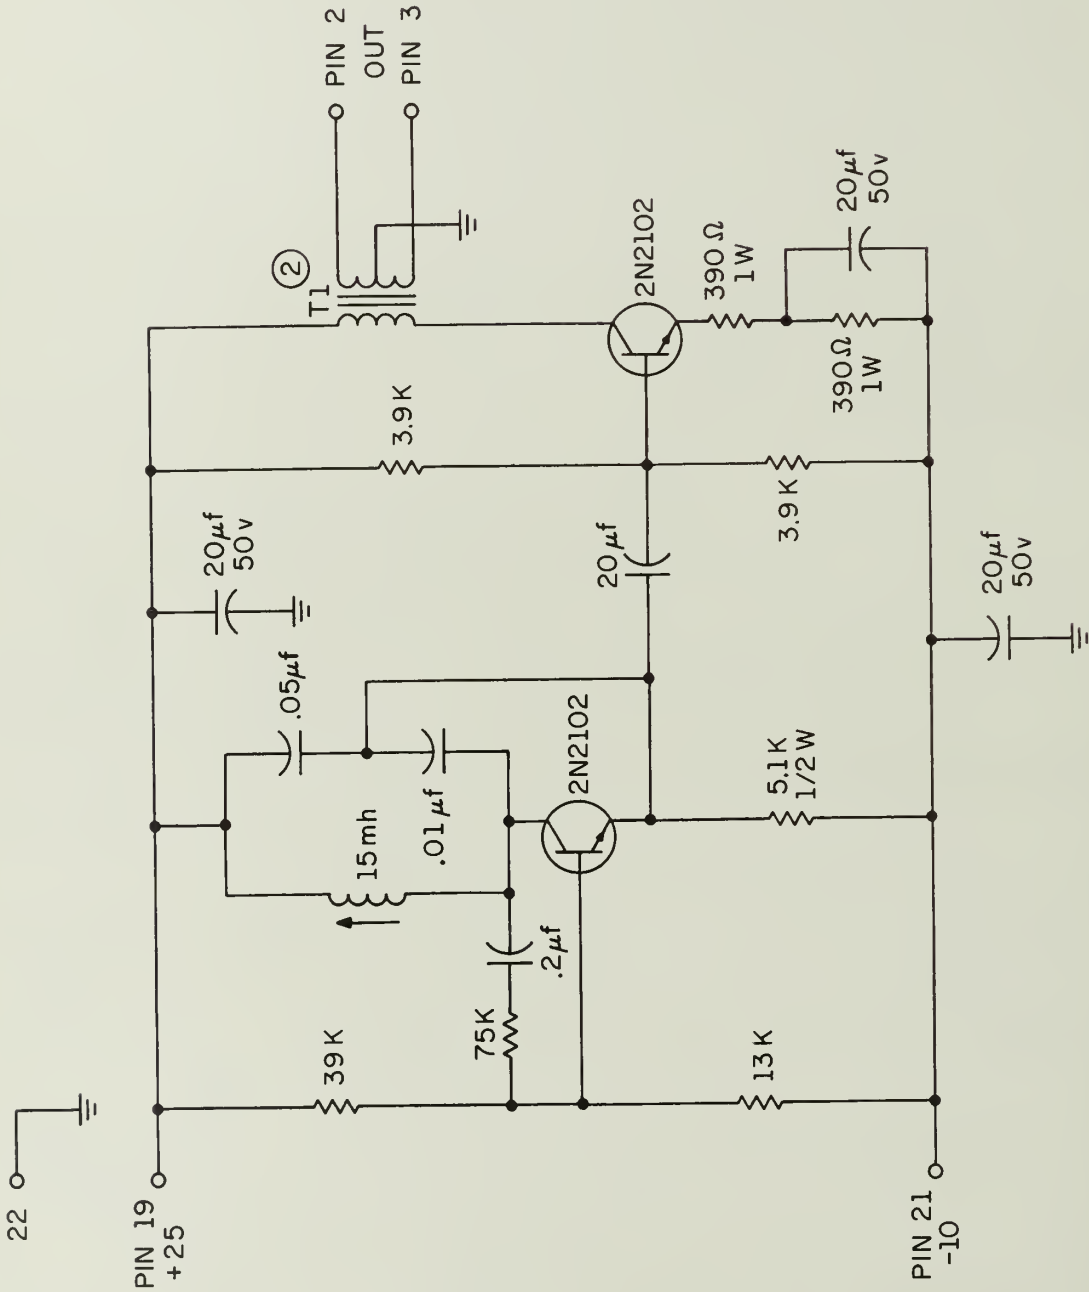 22
PIN 19
+25
PIN 21
-10
39K
13K
75K
.2µf
15mh
.01µf
.05µf
2N2102
5.1K
1/2W
20µf
50v
20µf
50v
20µf
3.9K
3.9K
T1
2
2N2102
390Ω
1W
390Ω
1W
20µf
50v
PIN 2
OUT
PIN 3